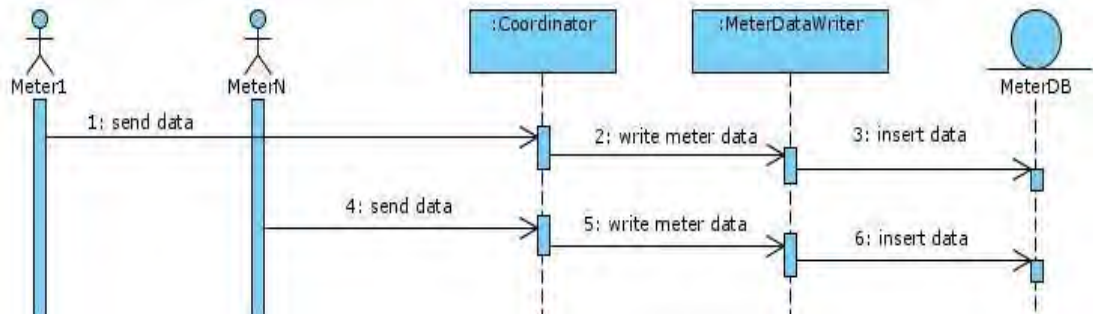 :Coordinator
:MeterDataWriter
Meter1
MeterN
MeterDB
1: send data
2: write meter data
3: insert data
4: send data
5: write meter data
6: insert data